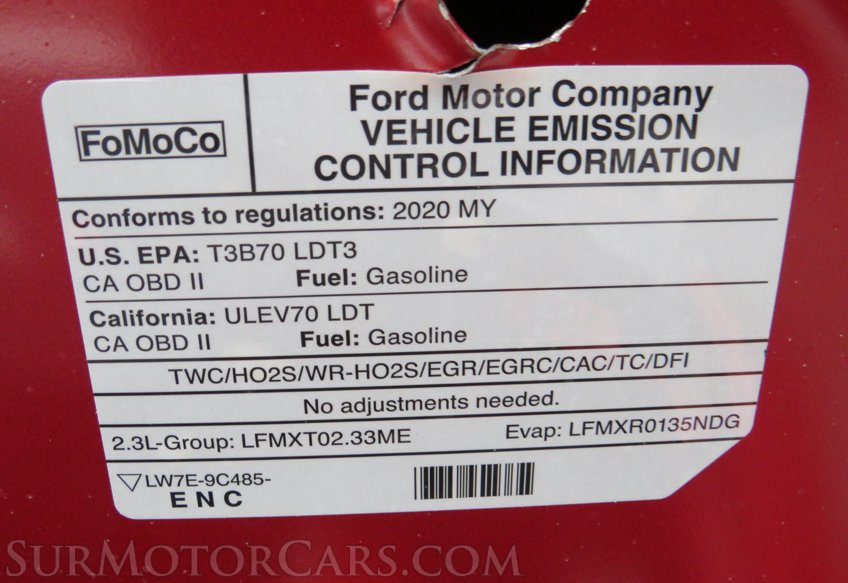 FoMoCo
Ford Motor Company
VEHICLE EMISSION
CONTROL INFORMATION
Conforms to regulations: 2020 MY
U.S. EPA: T3B70 LDT3
CA OBD II Fuel: Gasoline
California: ULEV70 LDT
CA OBD II Fuel: Gasoline
TWC/HO2S/WR-HO2S/EGR/EGRC/CAC/TC/DFI
No adjustments needed.
2.3L-Group: LFMXT02.33ME Evap: LFMXR0135NDG
LW7E-9C485-
ENC
SURMOTORCARS.COM